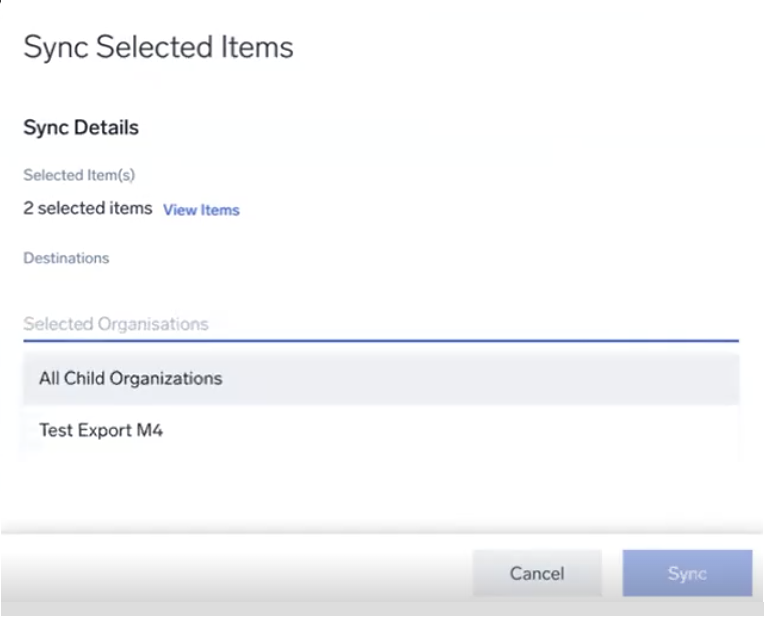 Sync Selected Items
Sync Details
Selected Item(s)
2 selected items View Items
Destinations
Selected Organisations
All Child Organizations
Test Export M4
Cancel Sync